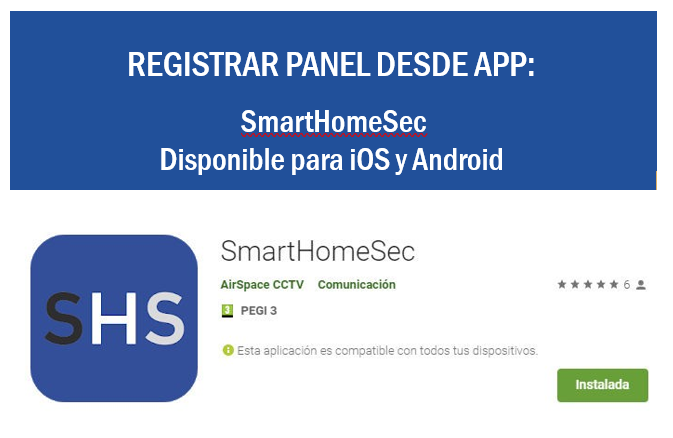 REGISTRAR PANEL DESDE APP:
SmartHomeSec
Disponible para iOS y Android
SHS
SmartHomeSec
AirSpace CCTV Comunicación
6
3 PEGI 3
Esta aplicación es compatible con todos tus dispositivos.
Instalada